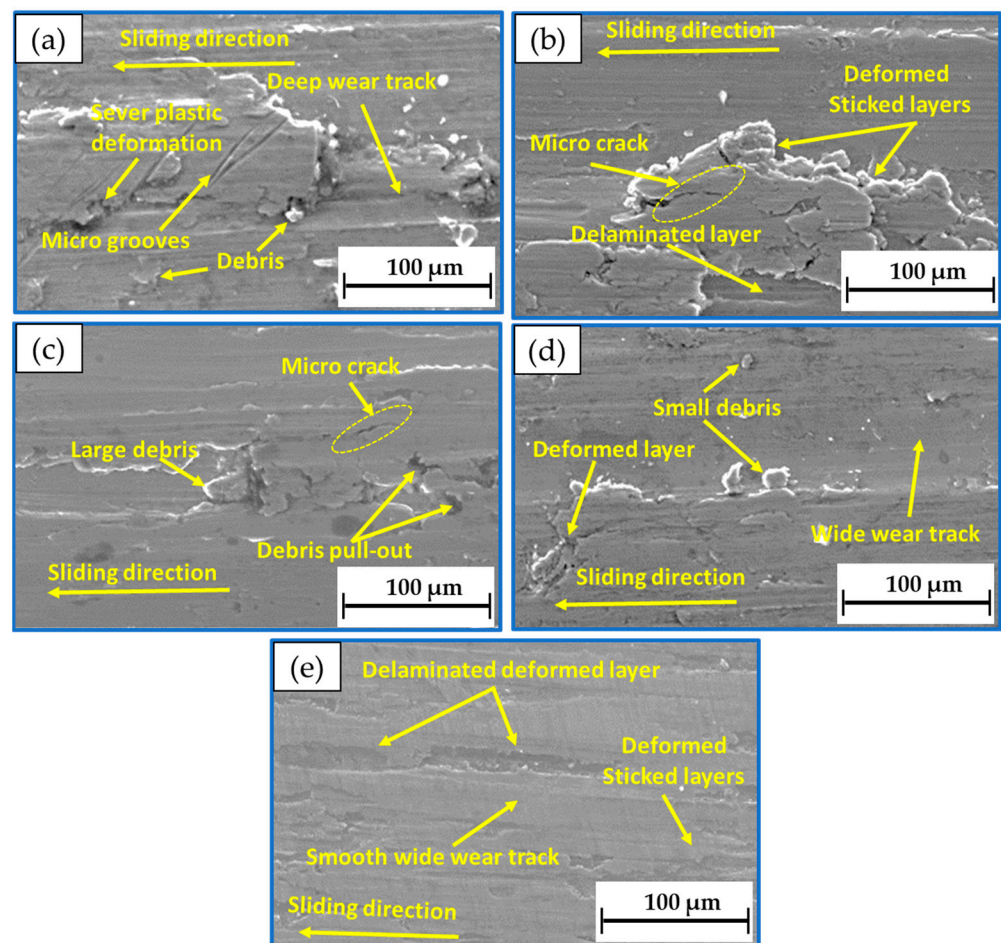 (a)
Sliding direction
Deep wear track
Sever plastic
deformation
Micro grooves
Debris
100 μm
(b)
Sliding direction
Deformed
Sticked layers
Micro crack
Delaminated layer
100 μm
(c)
Micro crack
Large debris
Debris pull-out
Sliding direction
100 μm
(d)
Small debris
Deformed layer
Wide wear track
Sliding direction
100 μm
(e)
Delaminated deformed layer
Deformed
Sticked layers
Smooth wide wear track
Sliding direction
100 μm